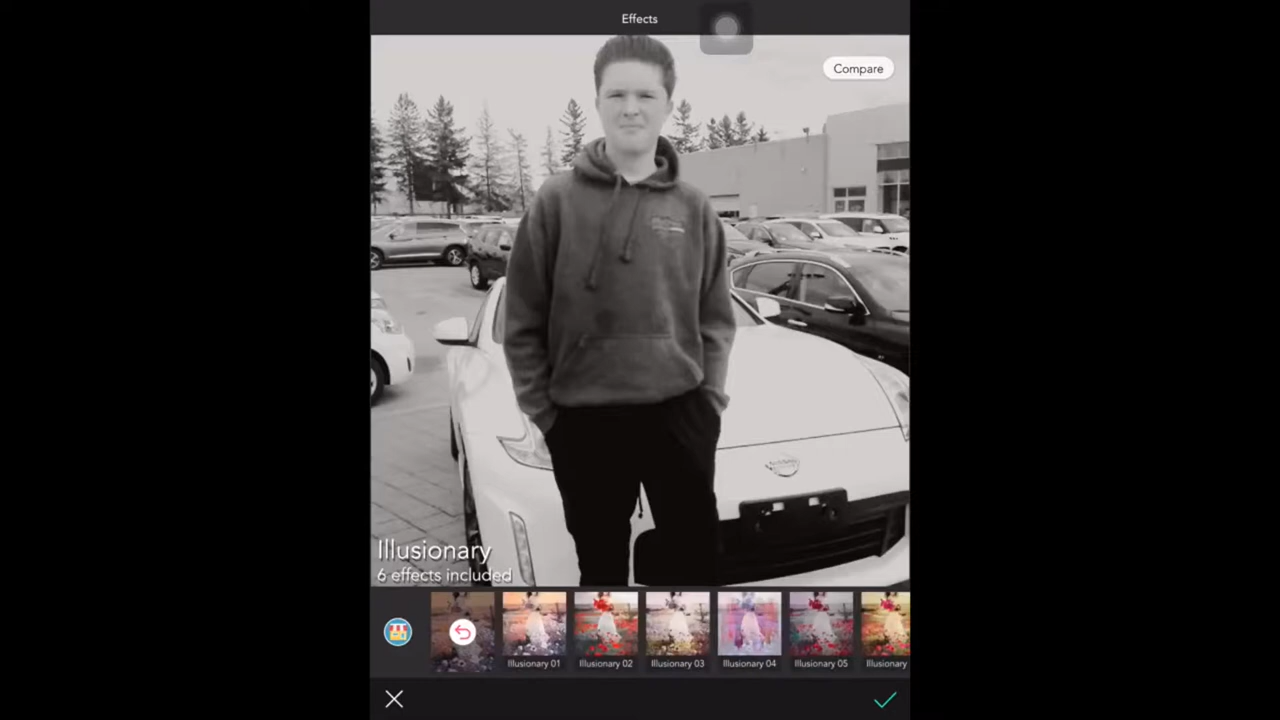 Effects
Compare
Illusionary
6 effects included
Illusionary 01
Illusionary 02
Illusionary 03
Illusionary 04
Illusionary 05
Illusionary